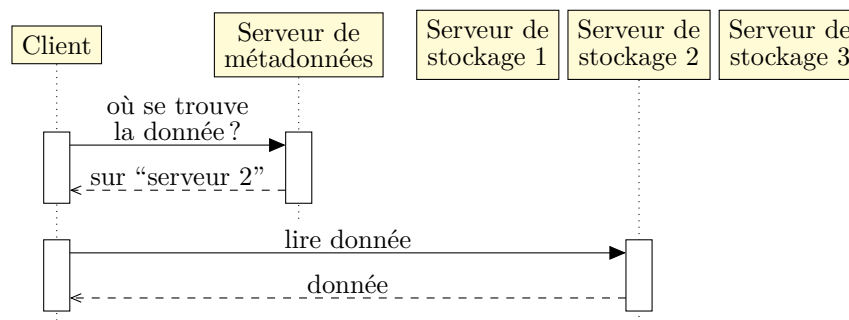 Client
Serveur de
métadonnées
Serveur de
stockage 1
Serveur de
stockage 2
Serveur de
stockage 3
où se trouve
la donnée ?
sur “serveur 2”
lire donnée
donnée